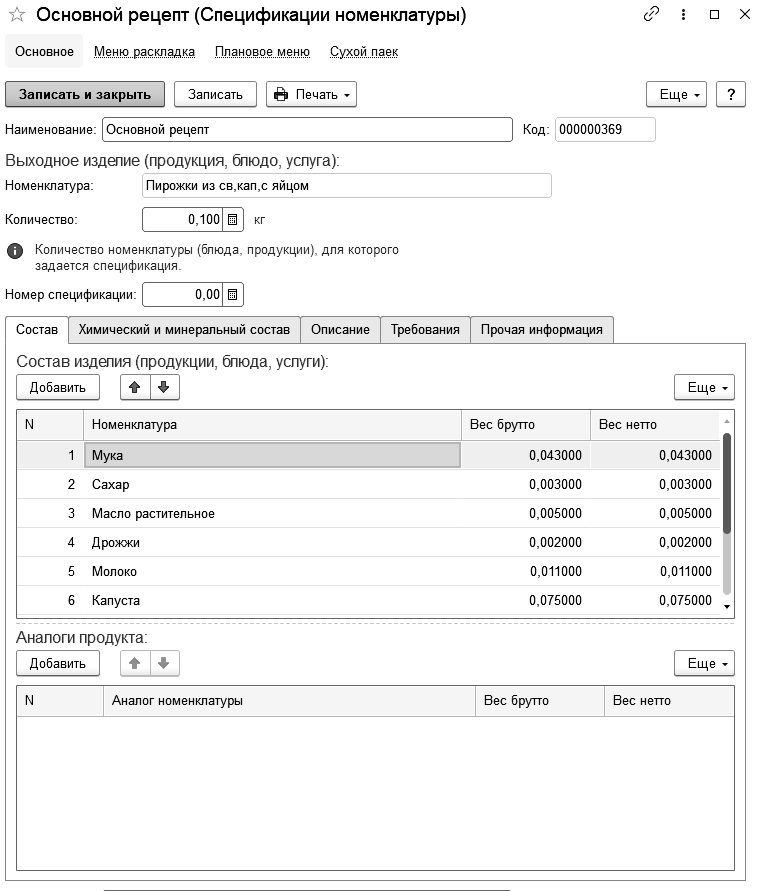 Основной рецепт (Спецификации номенклатуры)
Основное Меню раскладка Плановое меню Сухой паек
Записать и закрыть Записать Печать Еще ?
Наименование: Основной рецепт Код: 000000369
Выходное изделие (продукция, блюдо, услуга):
Номенклатура: Пирожки из св,кап,с яйцом
Количество: 0,100 кг
Количество номенклатуры (блюда, продукции), для которого
задается спецификация.
Номер спецификации: 0,00
Состав Химический и минеральный состав Описание Требования Прочая информация
Состав изделия (продукции, блюда, услуги):
Добавить Еще
N Номенклатура Вес брутто Вес нетто
1 Мука 0,043000 0,043000
2 Сахар 0,003000 0,003000
3 Масло растительное 0,005000 0,005000
4 Дрожжи 0,002000 0,002000
5 Молоко 0,011000 0,011000
6 Капуста 0,075000 0,075000
Аналоги продукта:
Добавить Еще
N Аналог номенклатуры Вес брутто Вес нетто